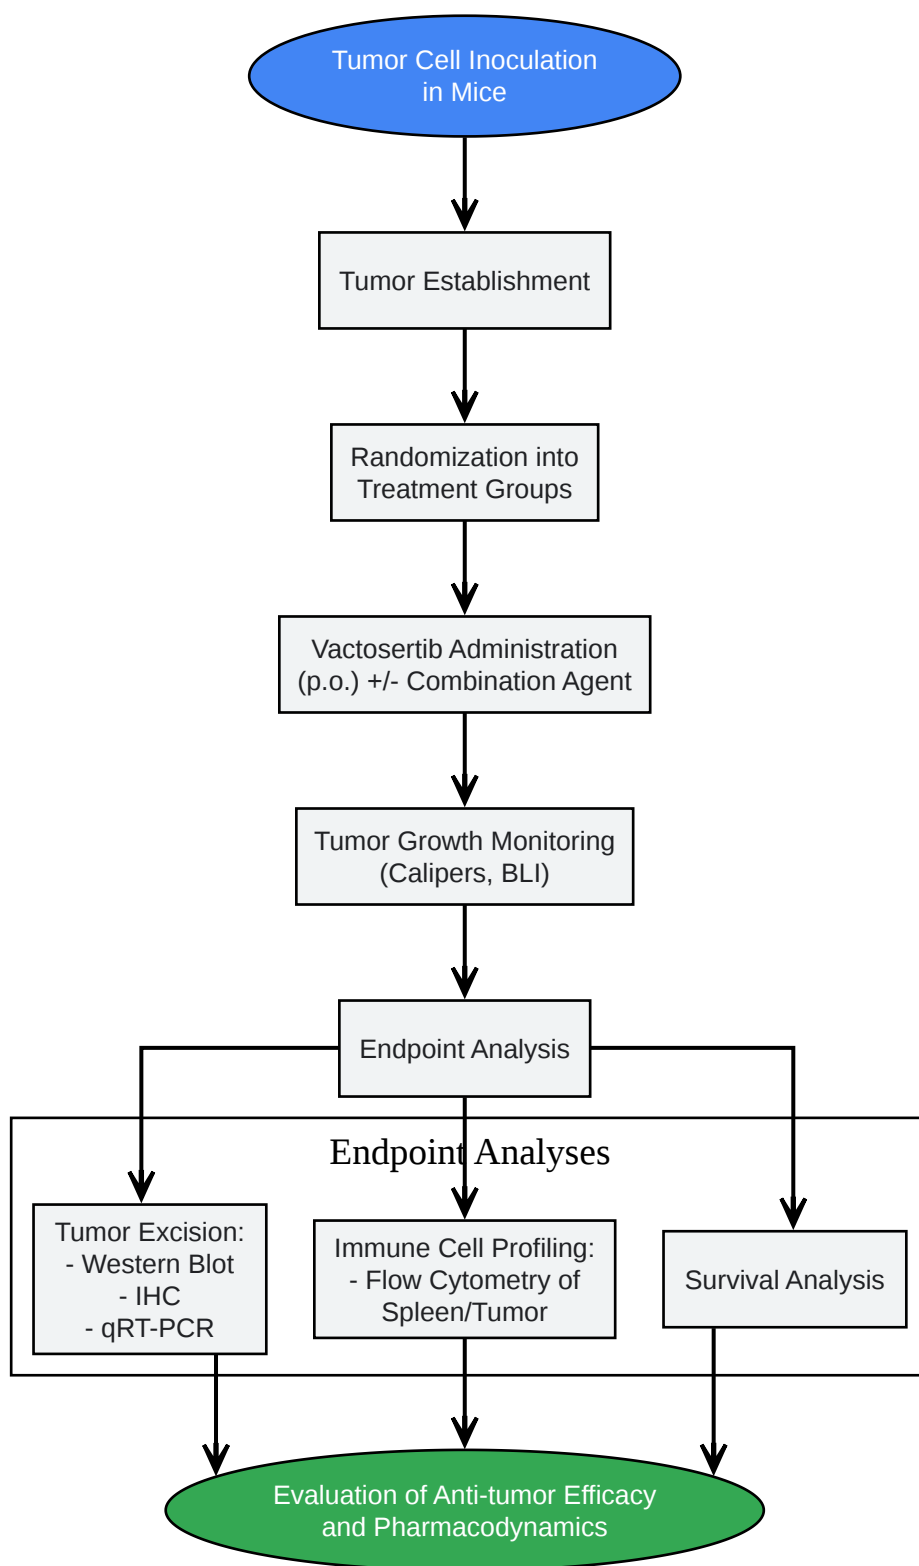 Tumor Cell Inoculation
in Mice
Tumor Establishment
Randomization into
Treatment Groups
Vactosertib Administration
(p.o.) +/- Combination Agent
Tumor Growth Monitoring
(Calipers, BLI)
Endpoint Analysis
Endpoint Analyses
Tumor Excision:
- Western Blot
- IHC
- qRT-PCR
Immune Cell Profiling:
- Flow Cytometry of
Spleen/Tumor
Survival Analysis
Evaluation of Anti-tumor Efficacy
and Pharmacodynamics